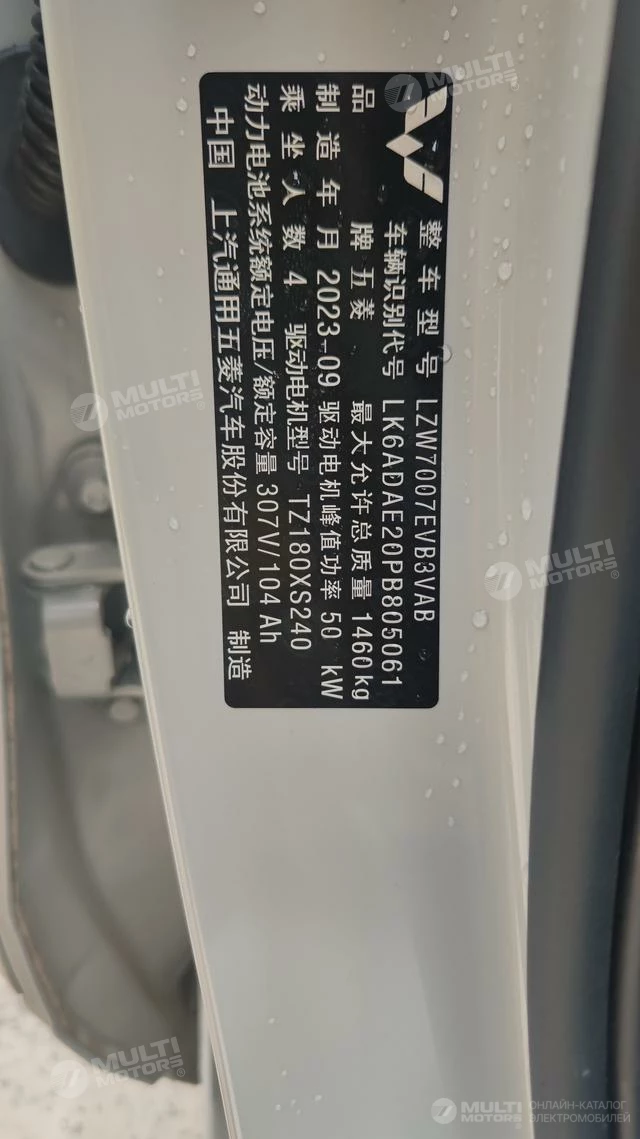 整车型号 LZW7007EVB3VAB
车辆识别代号 LK6ADAE20PB805061
品牌 五菱 最大允许总质量 1460kg
制造年月 2023-09 驱动电机峰值功率 50 kW
乘坐人数 4 驱动电机型号 TZ180XS240
动力电池系统额定电压/额定容量 307V/104Ah
中国 上汽通用五菱汽车股份有限公司 制造
MULTI MOTORS
MULTI MOTORS
MULTI MOTORS
MULTI MOTORS
MULTI MOTORS
MULTI MOTORS
ОНЛАЙН-КАТАЛОГ
ЭЛЕКТРОМОБИЛЕЙ